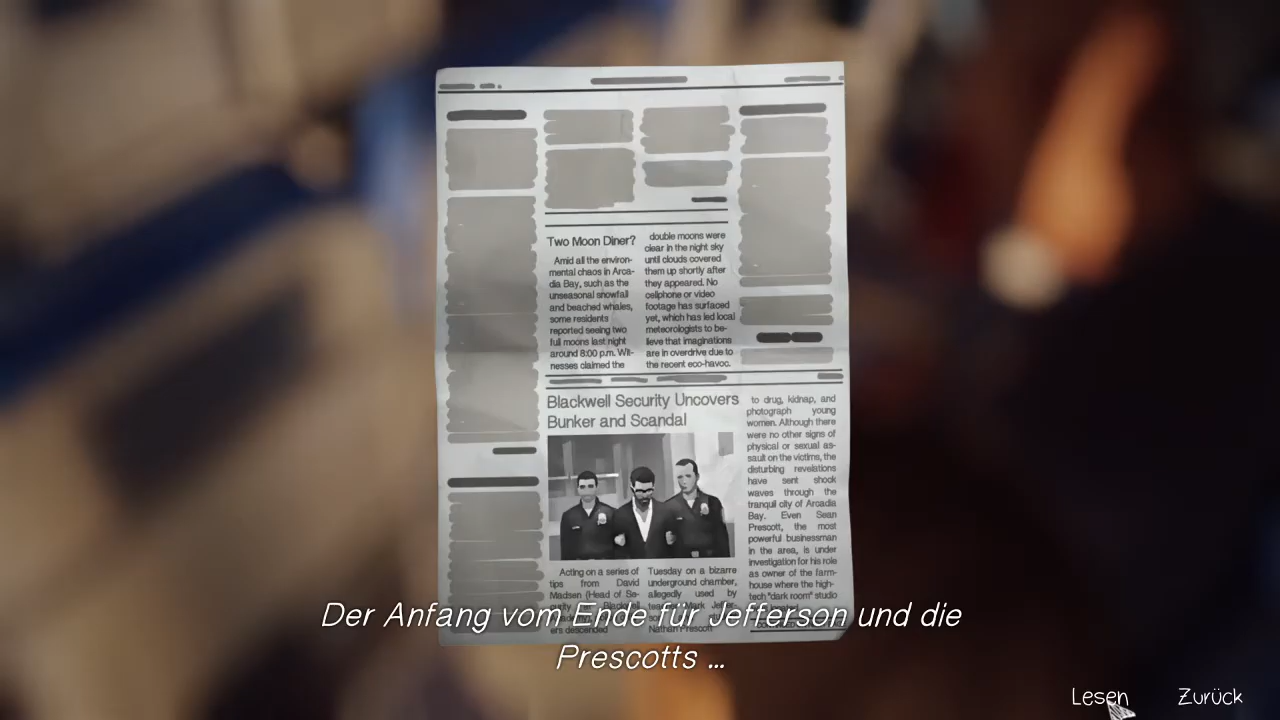 Two Moon Diner?
Amid all the environ-
mental chaos in Arca-
dia Bay, such as the
unseasonal snowfall
and beached whales,
some residents
reported seeing two
full moons last night
around 8:00 p.m. Wit-
nesses claimed the
double moons were
clear in the night sky
until clouds covered
them up shortly after
they appeared. No
cellphone or video
footage has surfaced
yet, which has led local
meteorologists to be-
lieve that imaginations
are in overdrive due to
the recent eco-havoc.
Blackwell Security Uncovers
Bunker and Scandal
Acting on a series of
tips from David
Madsen (Head of Se-
ers descended
Tuesday on a bizarre
underground chamber,
allegedly used by
Nathan Prescott
to drug, kidnap, and
photograph young
women. Although there
were no other signs of
physical or sexual as-
sault on the victims, the
disturbing revelations
have sent shock
waves through the
tranquil city of Arcadia
Bay. Even Sean
Prescott, the most
powerful businessman
in the area, is under
investigation for his role
as owner of the farm-
house where the high-
tech "dark room" studio
Der Anfang vom Ende für Jefferson und die
Prescotts ...
Lesen Zurück